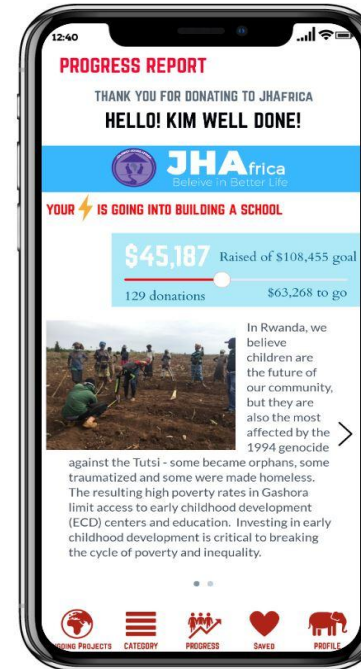 12:40
PROGRESS REPORT
THANK YOU FOR DONATING TO JHAFRICA
HELLO! KIM WELL DONE!
JHAfrica
Beleive in Better Life
YOUR IS GOING INTO BUILDING A SCHOOL
$45,187 Raised of $108,455 goal
129 donations $63,268 to go
In Rwanda, we
believe
children are
the future of
our community,
but they are
also the most
affected by the
1994 genocide
against the Tutsi - some became orphans, some
traumatized and some were made homeless.
The resulting high poverty rates in Gashora
limit access to early childhood development
(ECD) centers and education. Investing in early
childhood development is critical to breaking
the cycle of poverty and inequality.
PROJECTS CATEGORY PROGRESS SAVED PROFILE